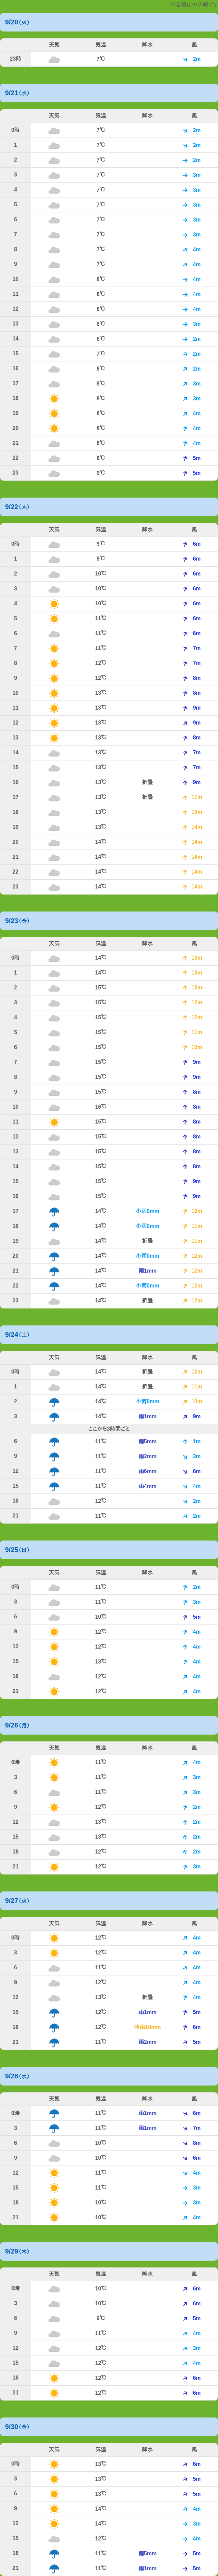 ※磐梯山の予報です
9/20(火)
天気 気温 降水 風
23時 7℃ 2m
9/21(水)
天気 気温 降水 風
0時 7℃ 2m
1 7℃ 2m
2 7℃ 2m
3 7℃ 3m
4 7℃ 3m
5 7℃ 3m
6 7℃ 3m
7 7℃ 3m
8 7℃ 4m
9 7℃ 4m
10 8℃ 4m
11 8℃ 4m
12 8℃ 4m
13 8℃ 3m
14 8℃ 2m
15 7℃ 2m
16 8℃ 2m
17 8℃ 3m
18 8℃ 3m
19 8℃ 4m
20 8℃ 4m
21 8℃ 4m
22 8℃ 5m
23 9℃ 5m
9/22(木)
天気 気温 降水 風
0時 9℃ 6m
1 9℃ 6m
2 10℃ 6m
3 10℃ 6m
4 10℃ 6m
5 11℃ 6m
6 11℃ 6m
7 11℃ 7m
8 12℃ 7m
9 12℃ 8m
10 13℃ 8m
11 13℃ 9m
12 13℃ 9m
13 13℃ 8m
14 13℃ 7m
15 13℃ 7m
16 13℃ 折畳 9m
17 13℃ 折畳 11m
18 13℃ 13m
19 13℃ 14m
20 14℃ 14m
21 14℃ 14m
22 14℃ 14m
23 14℃ 14m
9/23(金)
天気 気温 降水 風
0時 14℃ 13m
1 14℃ 13m
2 15℃ 13m
3 15℃ 12m
4 15℃ 12m
5 15℃ 11m
6 15℃ 10m
7 15℃ 9m
8 15℃ 9m
9 15℃ 8m
10 16℃ 8m
11 15℃ 8m
12 15℃ 8m
13 15℃ 8m
14 15℃ 8m
15 15℃ 9m
16 15℃ 9m
17 14℃ 小雨0mm 10m
18 14℃ 小雨0mm 11m
19 14℃ 折畳 11m
20 14℃ 小雨0mm 12m
21 14℃ 雨1mm 12m
22 14℃ 小雨0mm 12m
23 14℃ 折畳 12m
9/24(土)
天気 気温 降水 風
0時 14℃ 折畳 12m
1 14℃ 折畳 11m
2 14℃ 小雨0mm 10m
3 14℃ 雨1mm 9m
ここから3時間ごと
6 11℃ 雨5mm 1m
9 11℃ 雨2mm 3m
12 11℃ 雨6mm 6m
15 11℃ 雨4mm 4m
18 12℃ 2m
21 11℃ 2m
9/25(日)
天気 気温 降水 風
0時 11℃ 2m
3 11℃ 3m
6 10℃ 5m
9 12℃ 4m
12 12℃ 4m
15 13℃ 4m
18 12℃ 4m
21 12℃ 4m
9/26(月)
天気 気温 降水 風
0時 11℃ 4m
3 11℃ 3m
6 11℃ 3m
9 12℃ 2m
12 13℃ 2m
15 13℃ 2m
18 12℃ 2m
21 12℃ 3m
9/27(火)
天気 気温 降水 風
0時 12℃ 4m
3 12℃ 4m
6 11℃ 4m
9 12℃ 4m
12 13℃ 折畳 4m
15 12℃ 雨1mm 5m
18 12℃ 強雨10mm 6m
21 11℃ 雨2mm 5m
9/28(水)
天気 気温 降水 風
0時 11℃ 雨1mm 6m
3 11℃ 雨1mm 7m
6 10℃ 8m
9 10℃ 6m
12 11℃ 4m
15 11℃ 3m
18 10℃ 3m
21 10℃ 4m
9/29(木)
天気 気温 降水 風
0時 10℃ 6m
3 10℃ 6m
6 9℃ 5m
9 11℃ 4m
12 12℃ 3m
15 12℃ 4m
18 12℃ 6m
21 12℃ 6m
9/30(金)
天気 気温 降水 風
0時 13℃ 6m
3 13℃ 5m
6 13℃ 5m
9 14℃ 4m
12 14℃ 3m
15 12℃ 4m
18 11℃ 雨5mm 5m
21 11℃ 雨1mm 5m